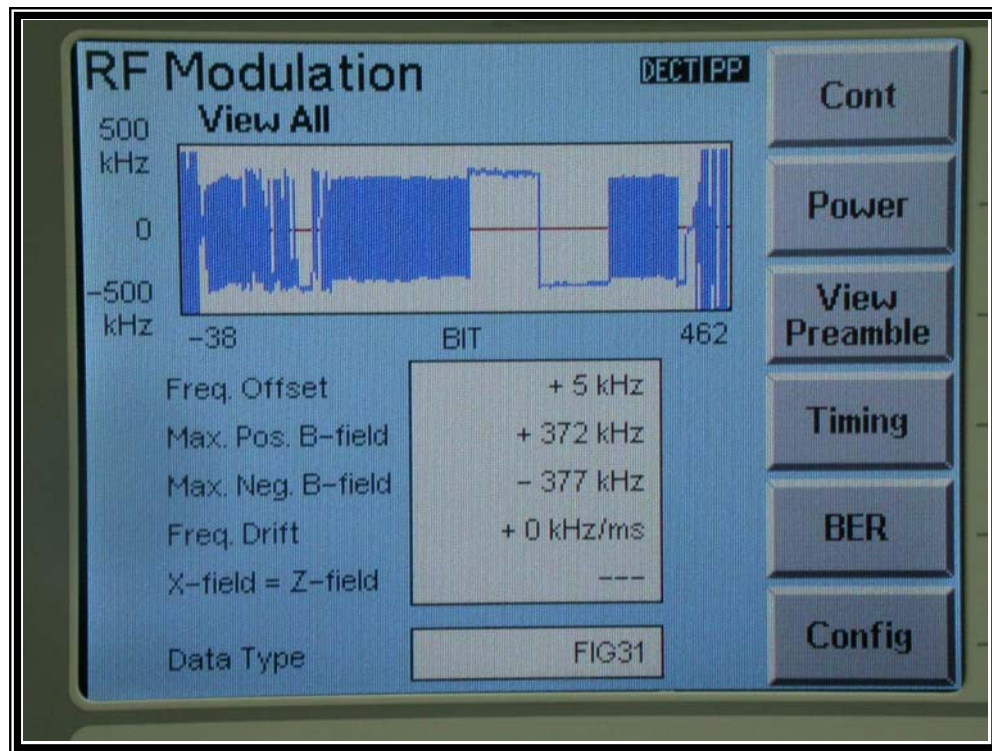 RF Modulation
DECT PP
View All
500
kHz
0
-500
kHz
-38
BIT
462
Freq. Offset
+ 5 kHz
Max. Pos. B-field
+ 372 kHz
Max. Neg. B-field
- 377 kHz
Freq. Drift
+ 0 kHz/ms
X-field = Z-field
---
Data Type
FIG31
Cont
Power
View
Preamble
Timing
BER
Config